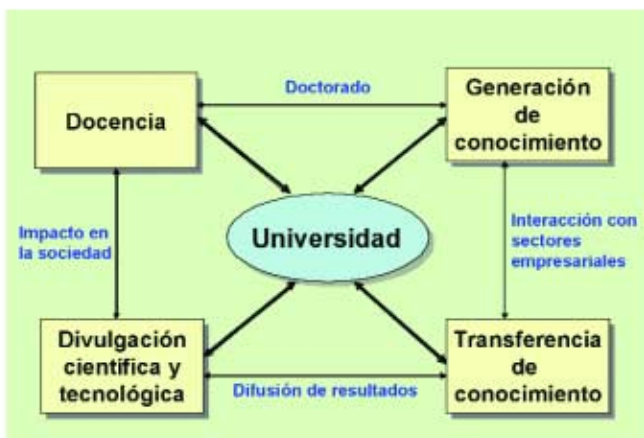 Doctorado
Docencia
Generación
de
conocimiento
Impacto en
la sociedad
Universidad
Interacción con
sectores
empresariales
Divulgación
científica y
tecnológica
Difusión de resultados
Transferencia
de
conocimiento